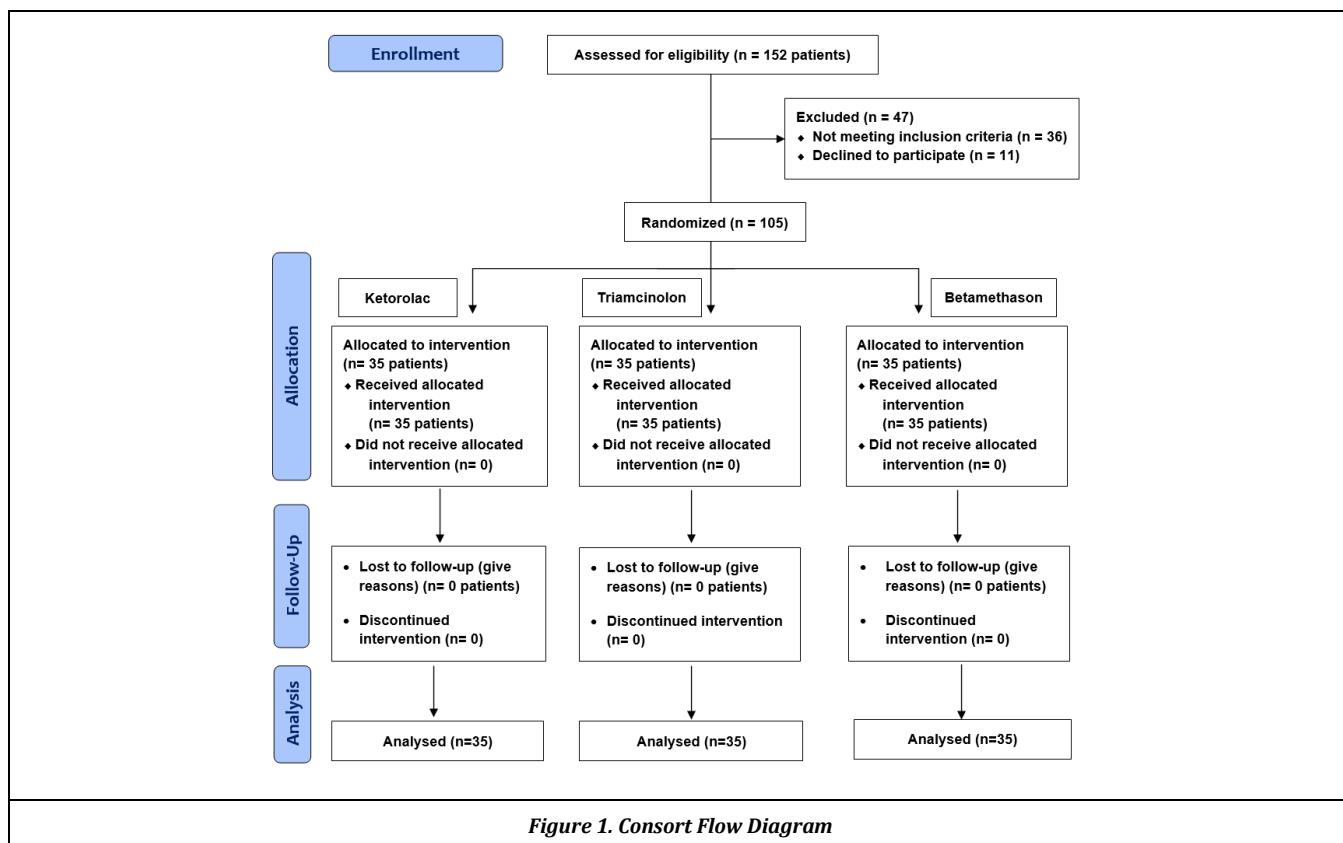 Enrollment
Assessed for eligibility (n = 152 patients)
Excluded (n = 47)
◆ Not meeting inclusion criteria (n = 36)
◆ Declined to participate (n = 11)
Randomized (n = 105)
Allocation
Ketorolac
Triamcinolon
Betamethason
Allocated to intervention
(n= 35 patients)
◆ Received allocated
intervention
(n= 35 patients)
◆ Did not receive allocated
intervention (n= 0)
Allocated to intervention
(n= 35 patients)
◆ Received allocated
intervention
(n= 35 patients)
◆ Did not receive allocated
intervention (n= 0)
Allocated to intervention
(n= 35 patients)
◆ Received allocated
intervention
(n= 35 patients)
◆ Did not receive allocated
intervention (n= 0)
Follow-Up
• Lost to follow-up (give
reasons) (n= 0 patients)
• Discontinued
intervention (n= 0)
• Lost to follow-up (give
reasons) (n= 0 patients)
• Discontinued intervention
(n= 0)
• Lost to follow-up (give
reasons) (n= 0 patients)
• Discontinued
intervention (n= 0)
Analysis
Analysed (n=35)
Analysed (n=35)
Analysed (n=35)
Figure 1. Consort Flow Diagram